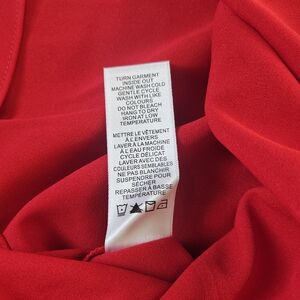 TURN GARMENT
INSIDE OUT
MACHINE WASH COLD
GENTLE CYCLE
WASH WITH LIKE
COLOURS
DO NOT BLEACH
HANG TO DRY
IRON AT LOW
TEMPERATURE
METTRE LE VÊTEMENT
À L'ENVERS
LAVER À LA MACHINE
À L'EAU FROIDE
CYCLE DÉLICAT
LAVER AVEC DES
COULEURS SEMBLABLES
NE PAS BLANCHIR
SUSPENDRE POUR
SÉCHER
REPASSER À BASSE
TEMPÉRATURE